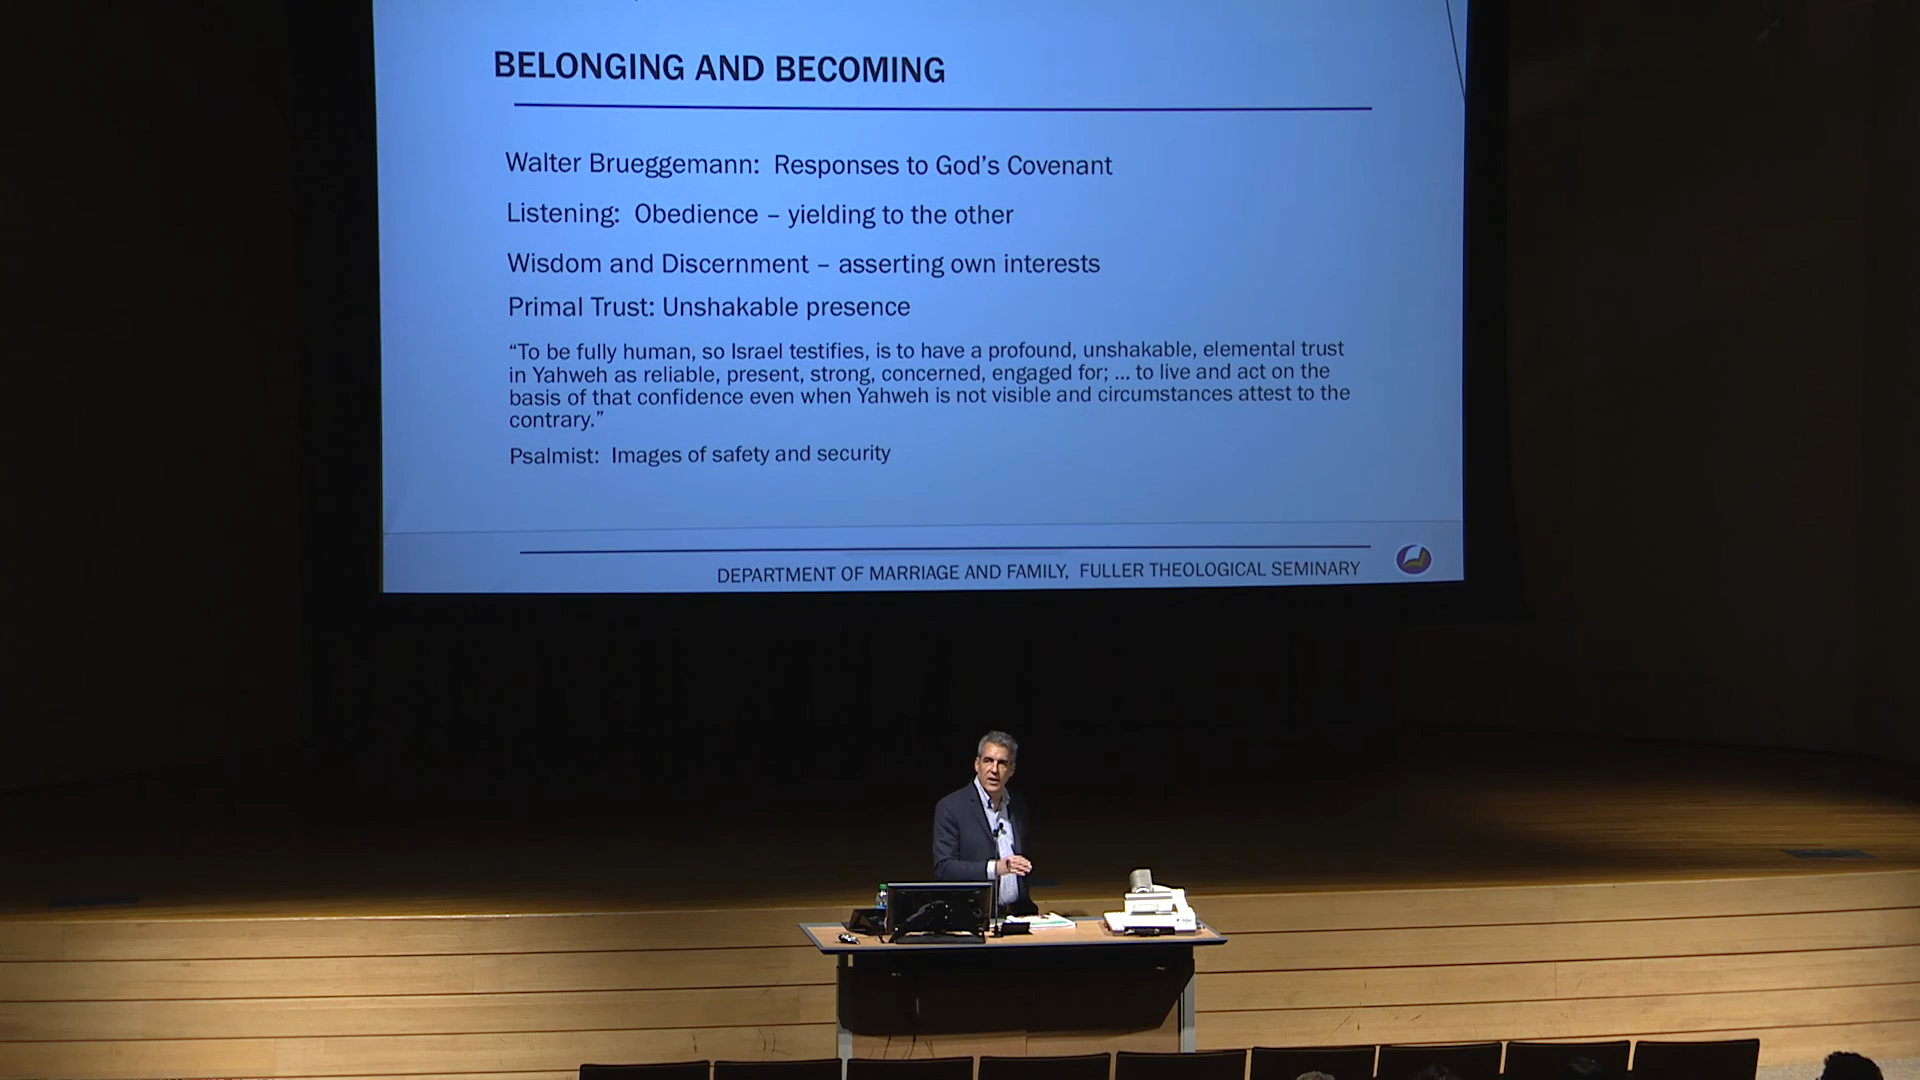 BELONGING AND BECOMING
Walter Brueggemann:  Responses to God’s Covenant
Listening:  Obedience – yielding to the other
Wisdom and Discernment – asserting own interests
Primal Trust: Unshakable presence
“To be fully human, so Israel testifies, is to have a profound, unshakable, elemental trust
in Yahweh as reliable, present, strong, concerned, engaged for; ... to live and act on the
basis of that confidence even when Yahweh is not visible and circumstances attest to the
contrary.”
Psalmist:  Images of safety and security
DEPARTMENT OF MARRIAGE AND FAMILY,  FULLER THEOLOGICAL SEMINARY